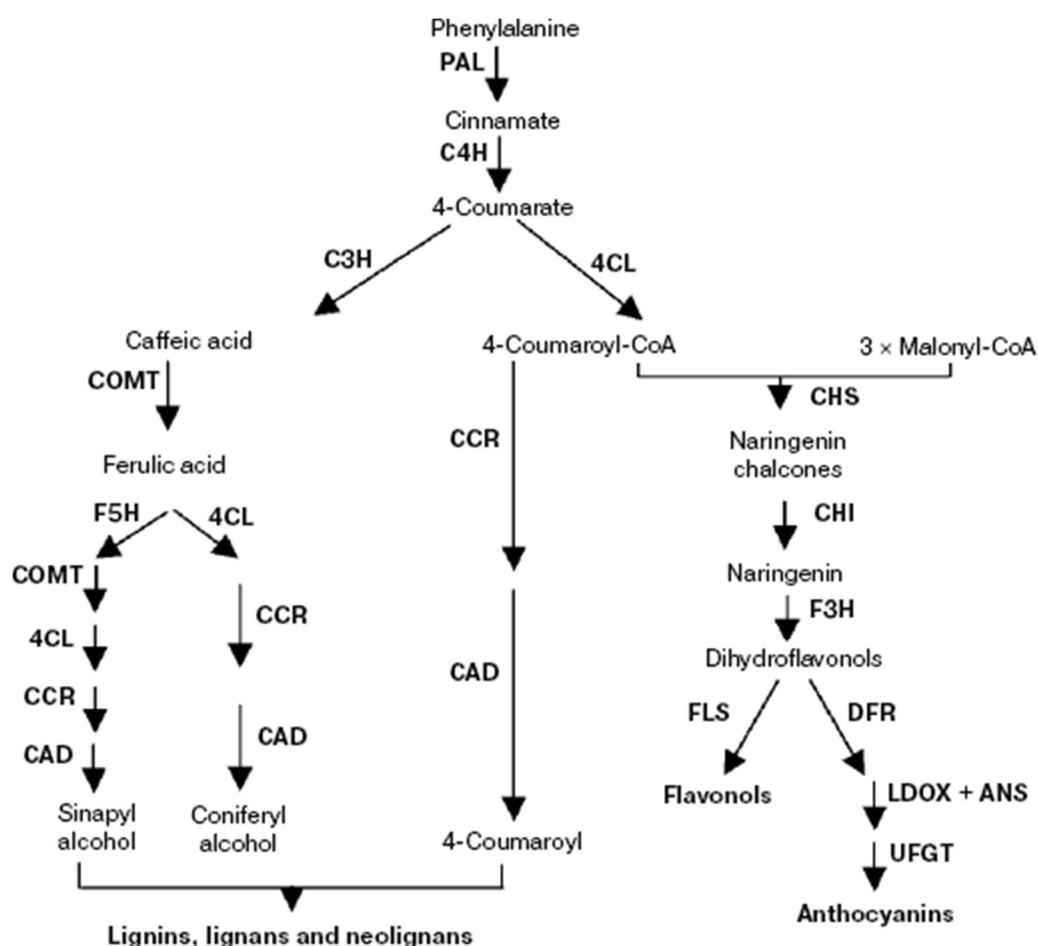 Phenylalanine
PAL
Cinnamate
C4H
4-Coumarate
C3H
4CL
Caffeic acid
4-Coumaroyl-CoA
3 × Malonyl-CoA
COMT
CHS
CCR
Naringenin
chalcones
Ferulic acid
F5H
4CL
CHI
COMT
Naringenin
CCR
F3H
4CL
Dihydroflavonols
CAD
CCR
FLS
DFR
CAD
CAD
Flavonols
LDOX + ANS
Sinapyl
alcohol
Coniferyl
alcohol
4-Coumaroyl
UFGT
Anthocyanins
Lignins, lignans and neolignans